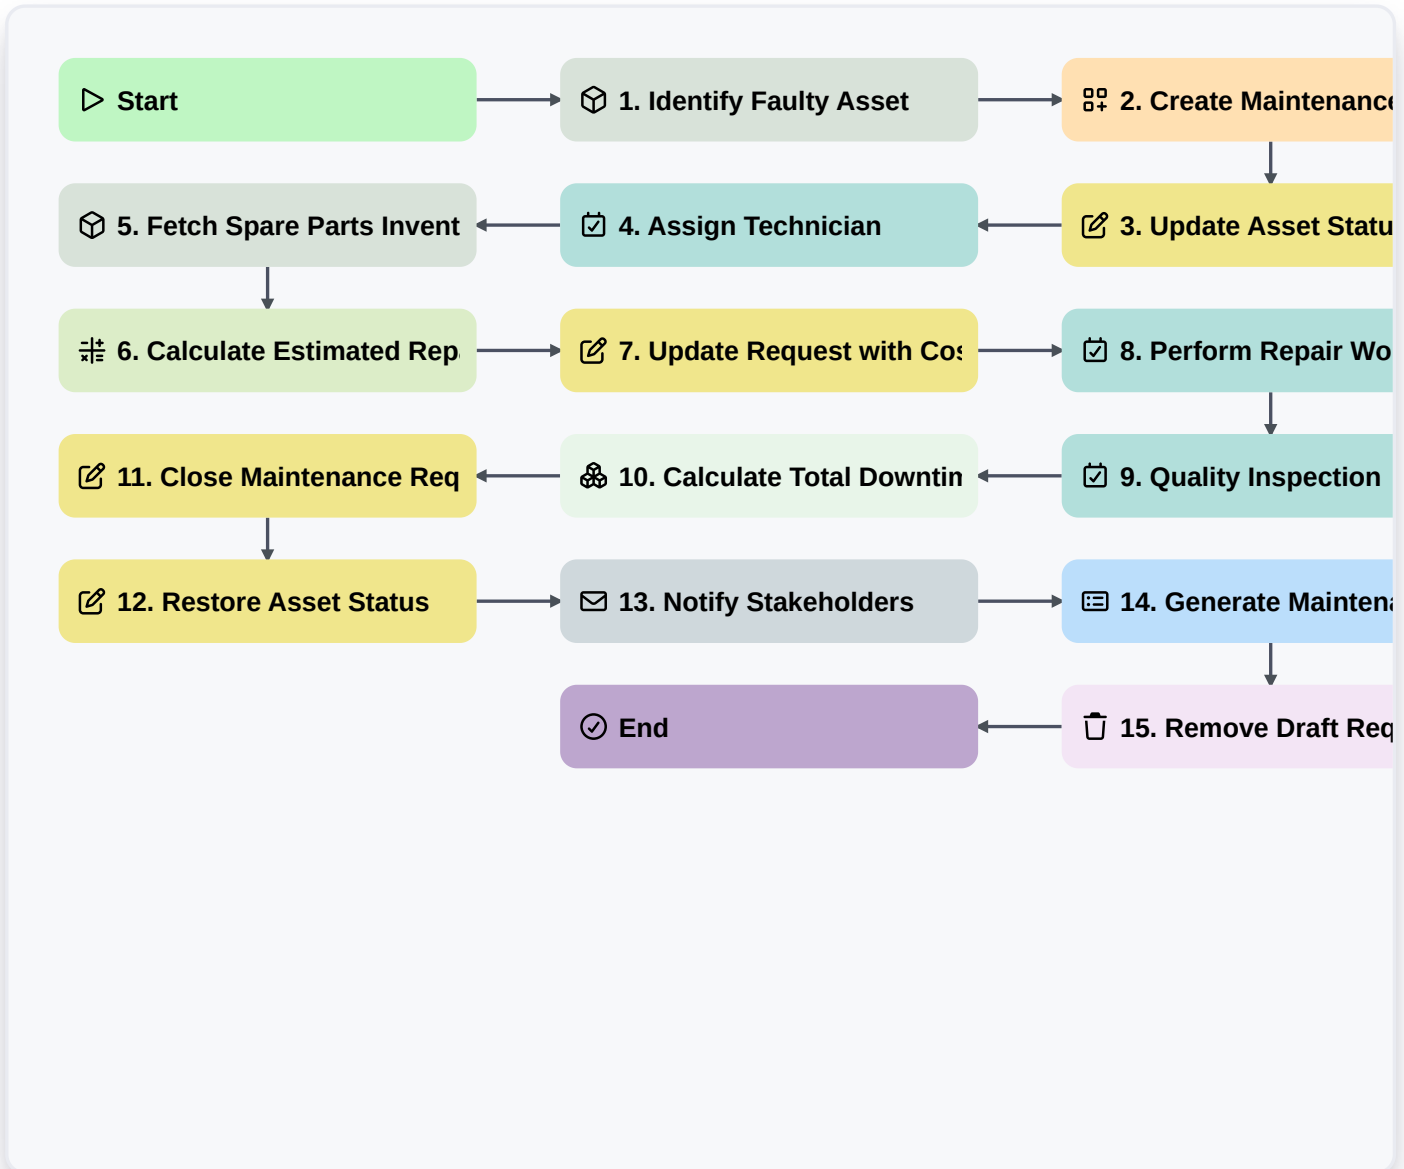 Start
1. Identify Faulty Asset
2. Create Maintenance
5. Fetch Spare Parts Invent
4. Assign Technician
3. Update Asset Statu
6. Calculate Estimated Rep
7. Update Request with Cos
8. Perform Repair Wo
11. Close Maintenance Req
10. Calculate Total Downtim
9. Quality Inspection
12. Restore Asset Status
13. Notify Stakeholders
14. Generate Maintena
End
15. Remove Draft Req